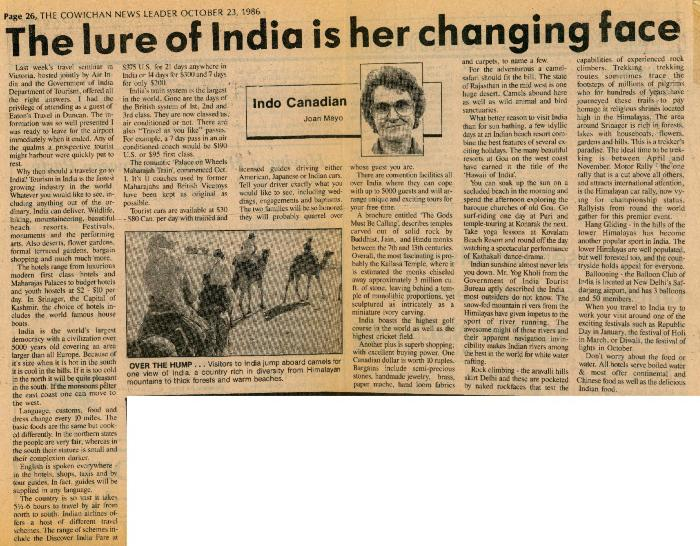 Page 26, THE COWICHAN NEWS LEADER OCTOBER 23, 1986
The lure of India is her changing face
Last week's travel seminar in
Victoria, hosted jointly by Air In-
dia and the Government of India
Department of Tourism, offered all
the right answers. I had the
privilege of attending as a guest of
Eaton's Travel of Duncan. The in-
formation was so well presented I
was ready to leave for the airport
immediately when it ended. Any of
the qualms a prospective tourist
might harbour were quickly put to
rest.
Why then should a traveler go to
India? Tourism in India is the fastest
growing industry in the world.
Whatever you would like to see, in-
cluding anything out of the or-
dinary, India can deliver. Wildlife,
hiking, mountaineering, beautiful
beach resorts. Festivals,
monuments and the performing
arts. Also deserts, flower gardens,
formal terraced gardens, bargain
shopping and much much more.
The hotels range from luxurious
modern first class hotels and
Maharajas Palaces to budget hotels
and youth hostels at $2 - $10 per
day. In Srinagar, the Capital of
Kashmir, the choice of hotels in-
cludes the world famous house
boats.
India is the world's largest
democracy with a civilization over
5000 years old covering an area
larger than all Europe. Because of
it's size when it is hot in the south
it is cool in the hills. If it is too cold
in the north it will be quite pleasant
in the south. If the monsoons pelter
the east coast one can move to
the west.
Language, customs, food and
dress change every 10 miles. The
basic foods are the same but cook-
ed differently. In the northern states
the people are very fair, whereas in
the south their stature is small and
their complexion darker.
English is spoken everywhere
in the hotels, shops, taxis and by
tour guides. In fact, guides will be
supplied in any language.
The country is so vast it takes
5½-6 hours to travel by air from
north to south. Indian airlines of-
fers a host of different travel
schemes. The range of schemes in-
clude the Discover India Fare at
$375 U.S. for 21 days anywhere in
India or 14 days for $300 and 7 days
for only $200.
India's train system is the largest
in the world. Gone are the days of
the British system of 1st, 2nd and
3rd class. They are now classed as,
air conditioned or not. There are
also "Travel as you like" passes.
For example, a 7 day pass in an air
conditioned coach would be $190
U.S. or $95 first class.
The romantic 'Palace on Wheels
Maharajah Train', commenced Oct.
1. It's 11 coaches used by former
Maharajahs and British Viceroys
have been kept as original as
possible.
Tourist cars are available at $30
- $80 Can. per day with trained and
Indo Canadian
Joan Mayo
licensed guides driving either
American, Japanese or Indian cars.
Tell your driver exactly what you
would like to see, including wed-
dings, engagements and baptisms.
The two families will be so honored
they will probably quarrel over
whose guest you are.
There are convention facilities all
over India where they can cope
with up to 5000 guests and will ar-
range unique and exciting tours for
your free time.
A brochure entitled 'The Gods
Must Be Calling', describes temples
carved out of solid rock by
Buddhist, Jain, and Hindu monks
between the 7th and 13th centuries.
Overall, the most fascinating is pro-
bably the Kailasa Temple, where it
is estimated the monks chiseled
away approximately 3 million cu.
ft. of stone, leaving behind a tem-
ple of monolithic proportions, yet
sculptured as intricately as a
miniature ivory carving.
India boasts the highest golf
course in the world as well as the
highest cricket field.
Another plus is superb shopping,
with excellent buying power. One
Canadian dollar is worth 10 ruples.
Bargains include semi-precious
stones, handmade jewelry, brass,
paper mache, hand loom fabrics
and carpets, to name a few.
For the adventurous a camel-
safari should fit the bill. The state
of Rajasthan in the mid west is one
huge desert. Camels abound here
as well as wild animal and bird
sanctuaries.
What better reason to visit India
than for sun bathing, a few idyllic
days at an Indian beach resort com-
bine the best features of several ex-
citing holidays. The many beautiful
resorts at Goa on the west coast
have earned it the title of the
'Hawaii of India'.
You can soak up the sun on a
secluded beach in the morning and
spend the afternoon exploring the
baroque churches of old Goa. Go
surf-riding one day at Puri and
temple-touring at Konarak the next.
Take yoga lessons at Kovalam
Beach Resort and round off the day
watching a spectacular performance
of Kathakali dance-drama.
Indian sunshine almost never lets
you down. Mr. Yog Kholi from the
Government of India Tourist
Bureau aptly described the India
most outsiders do not know. The
snow-fed mountain rivers from the
Himalayas have given impetus to the
sport of river running. The
awesome might of these rivers and
their apparent navigation invin-
cibility makes Indian rivers among
the best in the world for white water
rafting.
Rock climbing - the aravalli hills
skirt Delhi and these are pocketed
by naked rockfaces that test the
capabilities of experienced rock
climbers. Trekking - trekking
routes sometimes trace the
footsteps of millions of pilgrims
who for hundreds of years have
journeyed these trails to pay
homage at religious shrines located
high in the Himalayas. The area
around Srinagar is rich in forests,
lakes with houseboats, flowers,
gardens and hills. This is a trekker's
paradise. The ideal time to be trek-
king is between April and
November. Motor Rally - the one
rally that is a cut above all others,
and attracts international attention,
is the Himalayan car rally, now vy-
ing for championship status.
Rallyists from round the world
gather for this premier event.
Hang Gliding - in the hills of the
lower Himalayas has become
another popular sport in India. The
lower Himalayas are well populated,
but well forested too, and the coun-
tryside holds appeal for everyone.
Ballooning - the Balloon Club of
India is located at New Delhi's Saf-
darjang airport, and has 3 balloons
and 50 members.
When you travel to India try to
work your visit around one of the
exciting festivals such as Republic
Day in January, the festival of Holi
in March, or Diwali, the festival of
lights in October.
Don't worry about the food or
water. All hotels serve boiled water
& most offer continental and
Chinese food as well as the delicious
Indian food.
OVER THE HUMP . . . Visitors to India jump aboard camels for
one view of India, a country rich in diversity from Himalayan
mountains to thick forests and warm beaches.